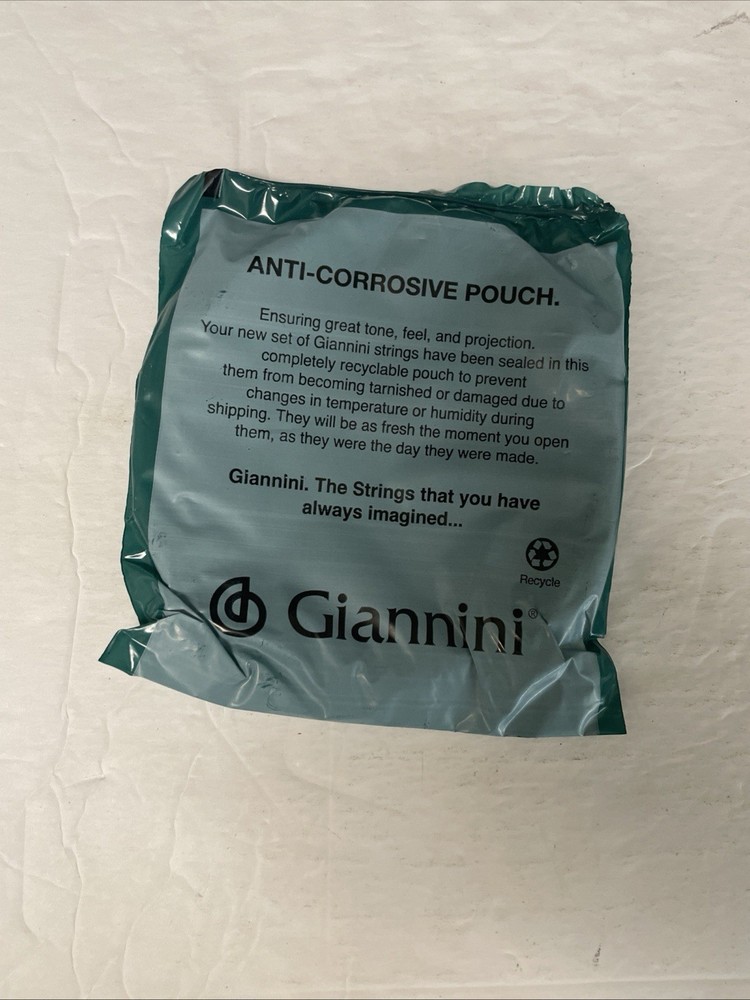 ANTI-CORROSIVE POUCH.
Ensuring great tone, feel, and projection.
Your new set of Giannini strings have been sealed in this
completely recyclable pouch to prevent
them from becoming tarnished or damaged due to
changes in temperature or humidity during
shipping. They will be as fresh the moment you open
them, as they were the day they were made.
Giannini. The Strings that you have
always imagined...
Recycle
Giannini®